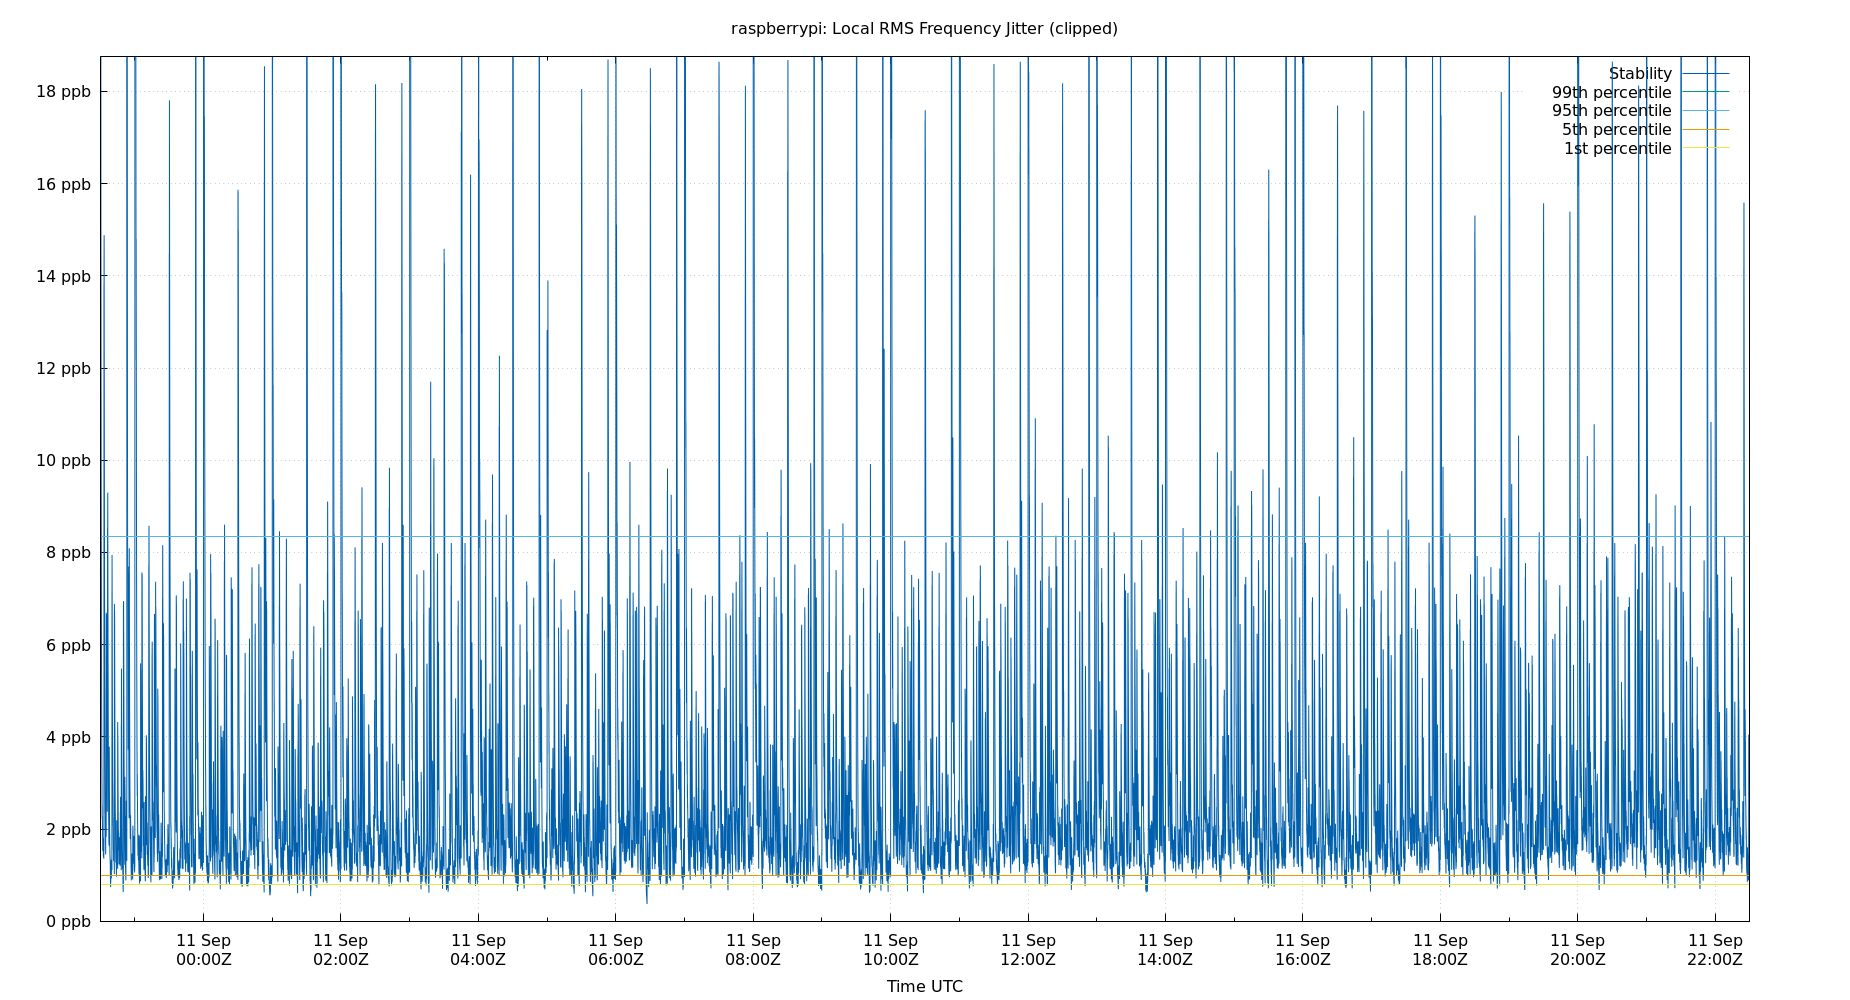 raspberrypi: Local RMS Frequency Jitter (clipped)
18 ppb
16 ppb
14 ppb
12 ppb
10 ppb
8 ppb
6 ppb
4 ppb
2 ppb
0 ppb
Stability
99th percentile
95th percentile
5th percentile
1st percentile
11 Sep 11 Sep 11 Sep 11 Sep 11 Sep 11 Sep 11 Sep 11 Sep 11 Sep 11 Sep 11 Sep 11 Sep
00:00Z 02:00Z 04:00Z 06:00Z 08:00Z 10:00Z 12:00Z 14:00Z 16:00Z 18:00Z 20:00Z 22:00Z
Time UTC